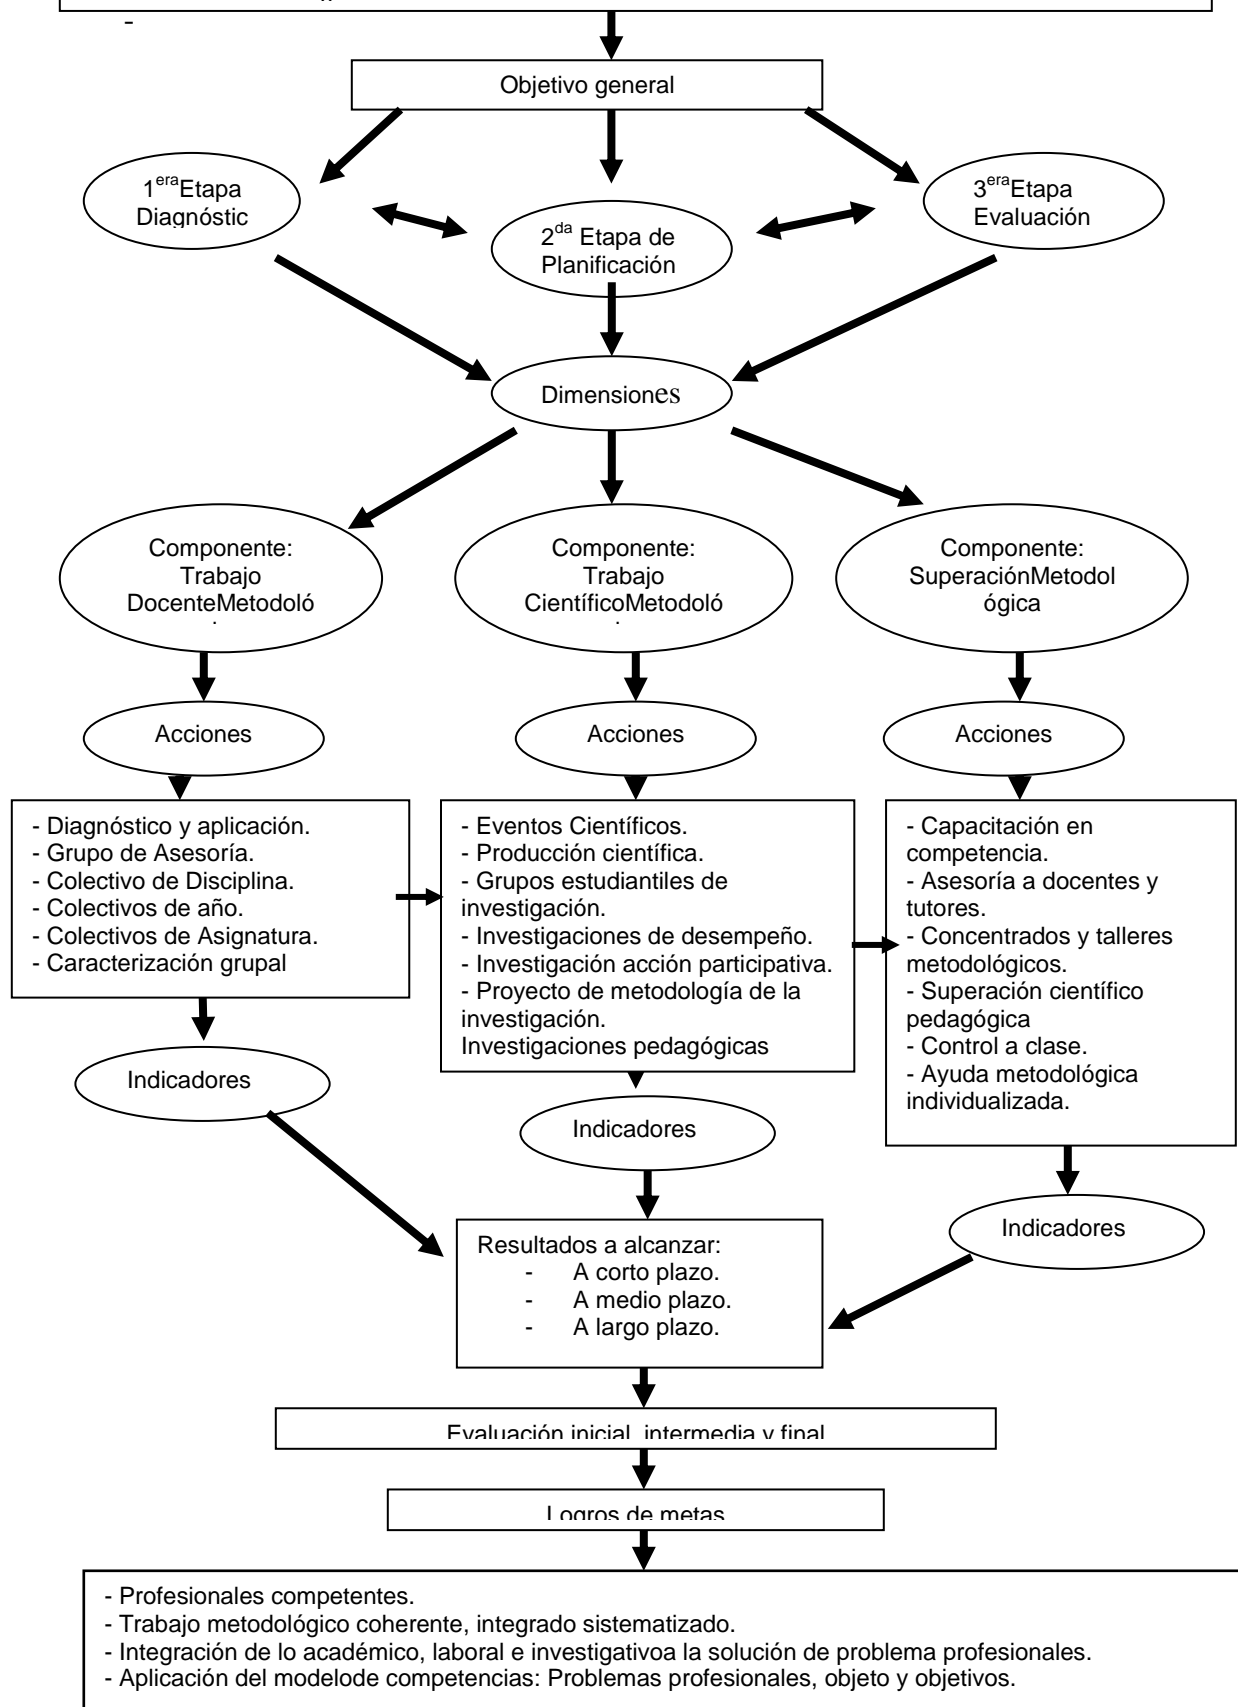 -
Objetivo general
1eraEtapa
Diagnóstic
2da Etapa de
Planificación
3eraEtapa
Evaluación
Dimensiones
Componente:
Trabajo
DocenteMetodoló
Componente:
Trabajo
CientíficoMetodoló
Componente:
SuperaciónMetodol
ógica
Acciones
Acciones
Acciones
- Diagnóstico y aplicación.
- Grupo de Asesoría.
- Colectivo de Disciplina.
- Colectivos de año.
- Colectivos de Asignatura.
- Caracterización grupal
- Eventos Científicos.
- Producción científica.
- Grupos estudiantiles de
investigación.
- Investigaciones de desempeño.
- Investigación acción participativa.
- Proyecto de metodología de la
investigación.
Investigaciones pedagógicas
- Capacitación en
competencia.
- Asesoría a docentes y
tutores.
- Concentrados y talleres
metodológicos.
- Superación científico
pedagógica
- Control a clase.
- Ayuda metodológica
individualizada.
Indicadores
Indicadores
Indicadores
Resultados a alcanzar:
- A corto plazo.
- A medio plazo.
- A largo plazo.
Evaluación inicial, intermedia y final
Logros de metas
- Profesionales competentes.
- Trabajo metodológico coherente, integrado sistematizado.
- Integración de lo académico, laboral e investigativoa la solución de problema profesionales.
- Aplicación del modelode competencias: Problemas profesionales, objeto y objetivos.